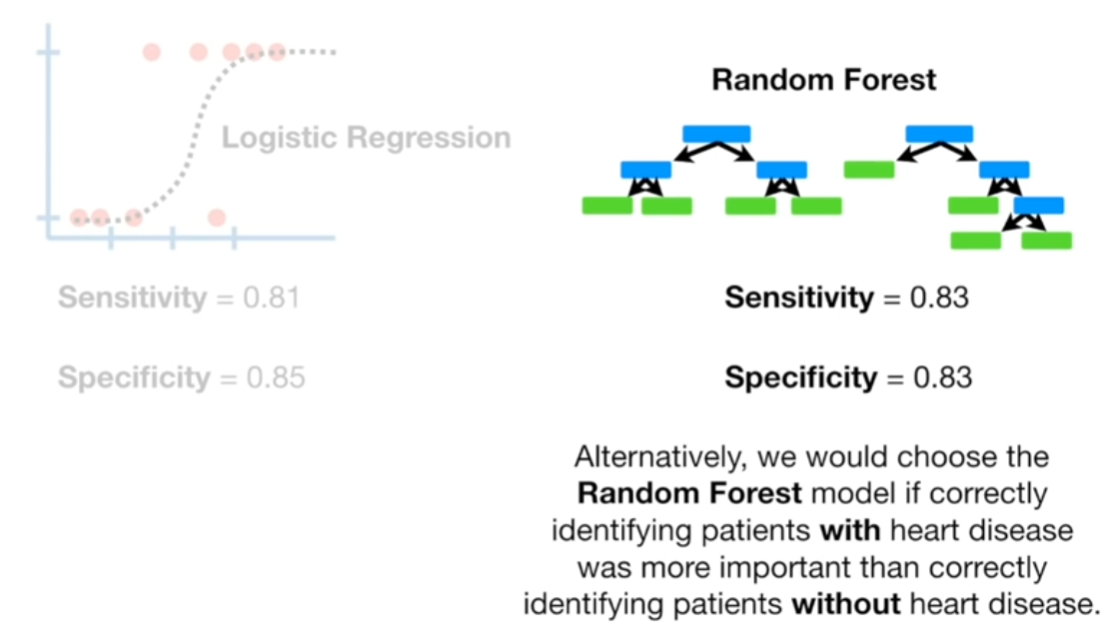 Logistic Regression
Sensitivity = 0.81
Specificity = 0.85
Random Forest
Sensitivity = 0.83
Specificity = 0.83
Alternatively, we would choose the
Random Forest model if correctly
identifying patients with heart disease
was more important than correctly
identifying patients without heart disease.